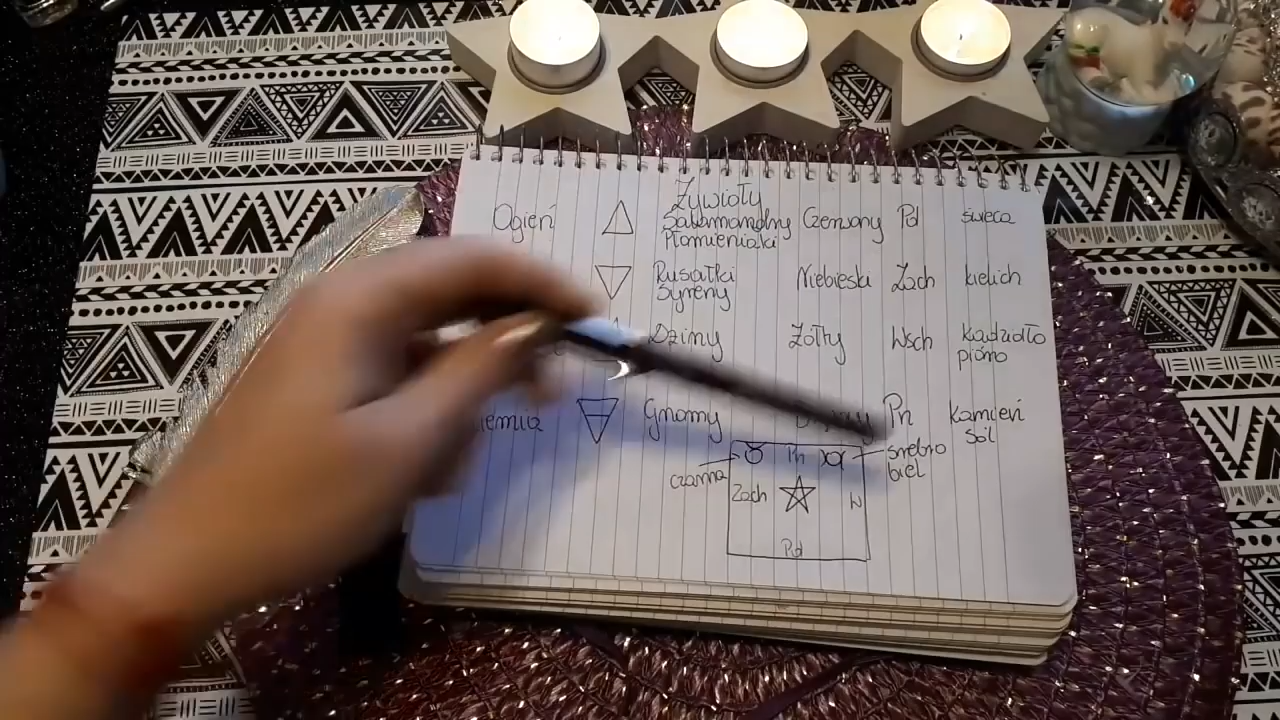 Żywioły
Ogień Salamandry Czerwony Pd świeca
Płomieniaki
Rusiałki Niebieski Zach kielich
Syreny
Dżiny Żółty Wsch Kadzidło
pióro
Gnomy Pn Kamień
sól
Pn srebro
biel
czarna
Zach
Pd